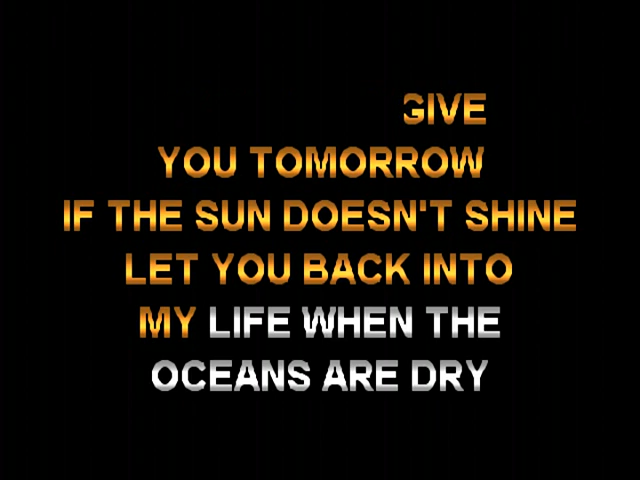 GIVE
YOU TOMORROW
IF THE SUN DOESN'T SHINE
LET YOU BACK INTO
MY LIFE WHEN THE
OCEANS ARE DRY